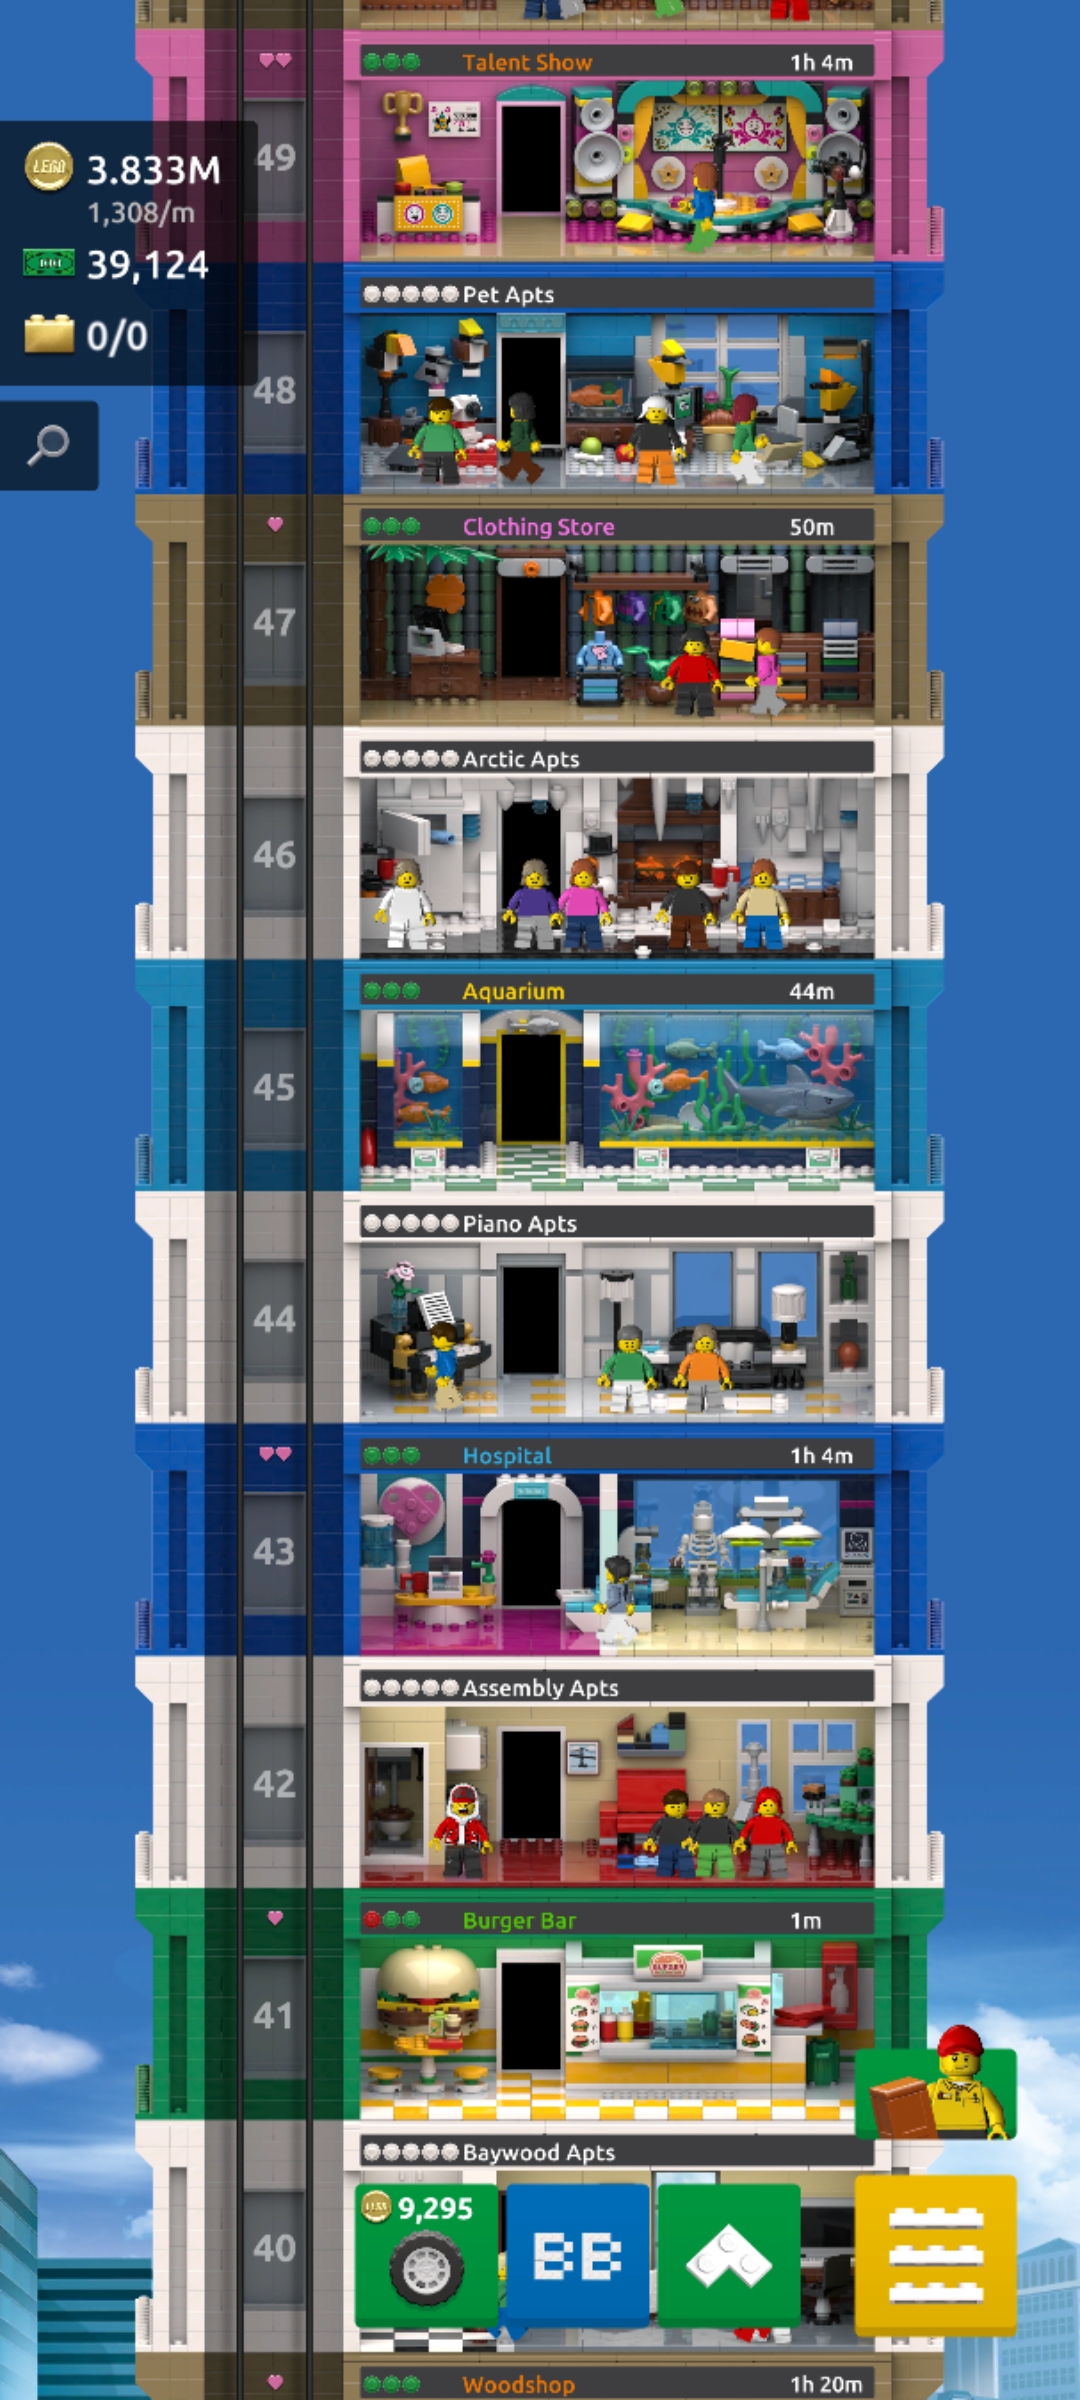 Talent Show 1h 4m
49
LEGO 3.833M
1,308/m
39,124
0/0
Pet Apts
48
Clothing Store 50m
47
Arctic Apts
46
Aquarium 44m
45
Piano Apts
44
Hospital 1h 4m
43
Assembly Apts
42
Burger Bar 1m
41
Baywood Apts
9,295
BB
40
Woodshop 1h 20m